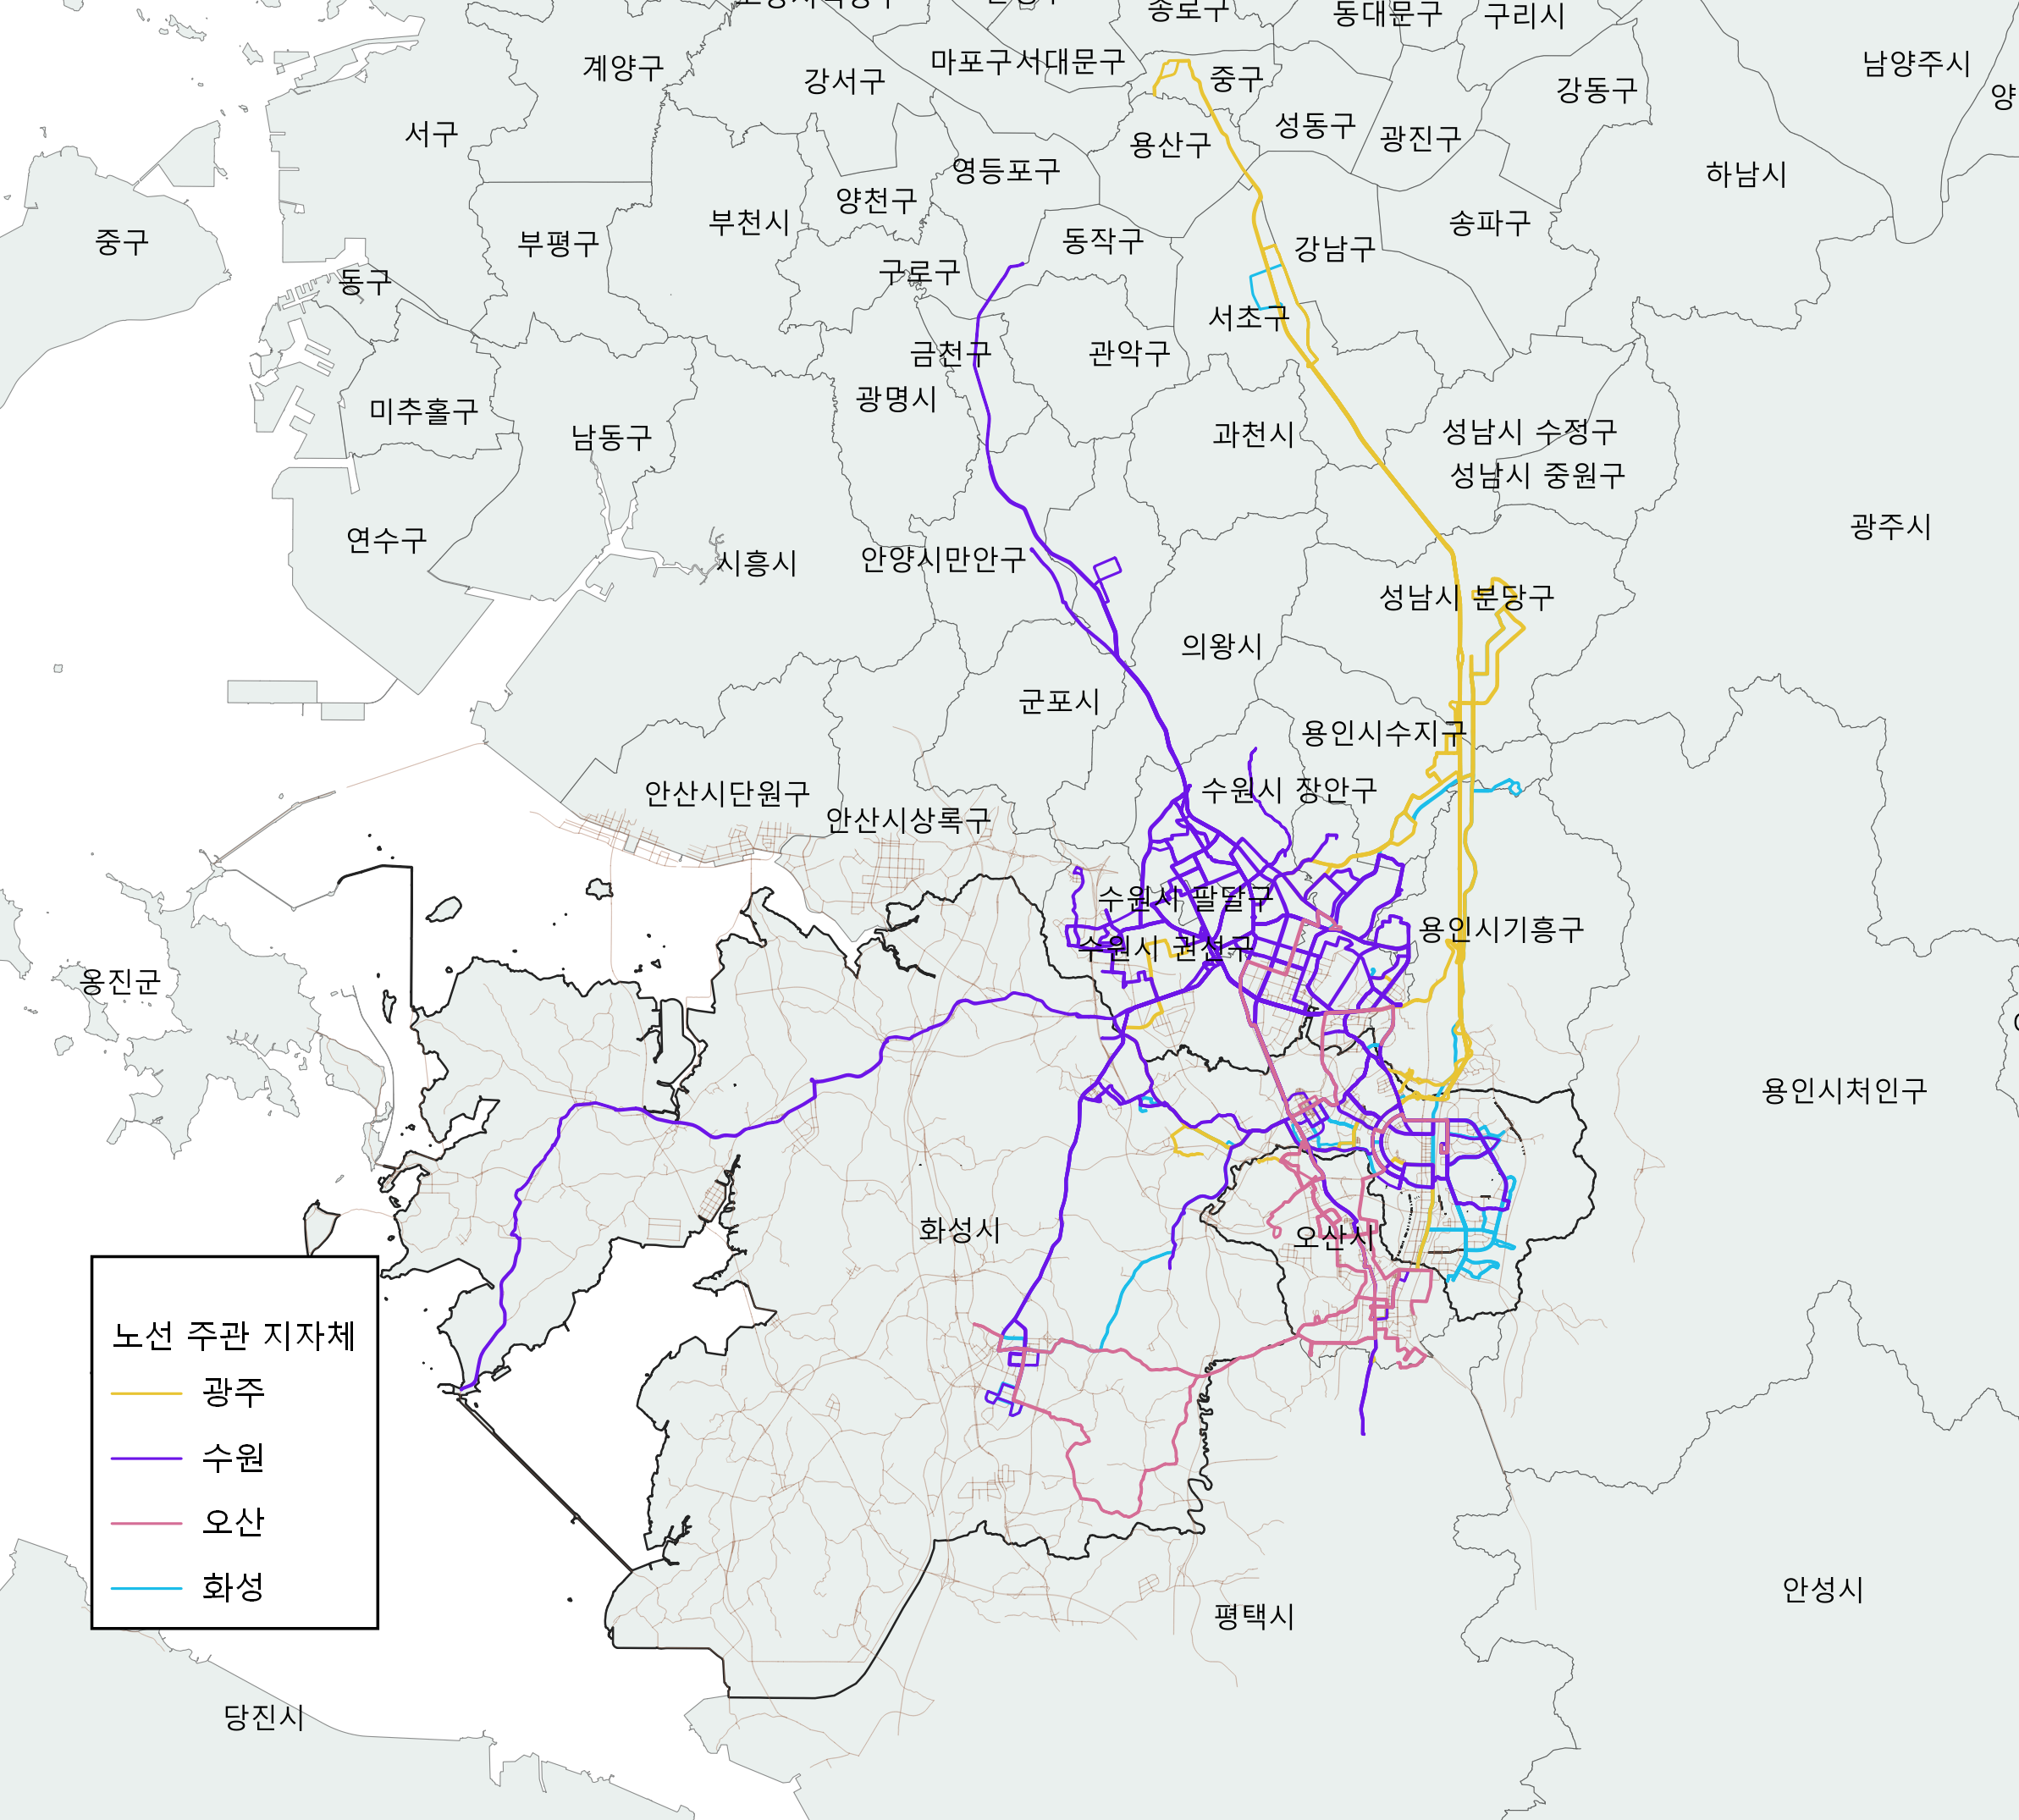 종로구
동대문구
구리시
마포구
서대문구
계양구
강서구
중구
강동구
남양주시
양
서구
용산구
성동구
광진구
영등포구
양천구
하남시
중구
부평구
부천시
동작구
강남구
송파구
동구
구로구
서초구
금천구
관악구
광명시
미추홀구
남동구
과천시
성남시 수정구
성남시 중원구
광주시
연수구
시흥시
안양시만안구
성남시 분당구
의왕시
군포시
용인시수지구
안산시단원구
수원시 장안구
안산시상록구
수원시 팔달구
수원시 권선구
용인시기흥구
옹진군
용인시처인구
화성시
오산시
노선 주관 지자체
광주
수원
오산
화성
안성시
평택시
당진시